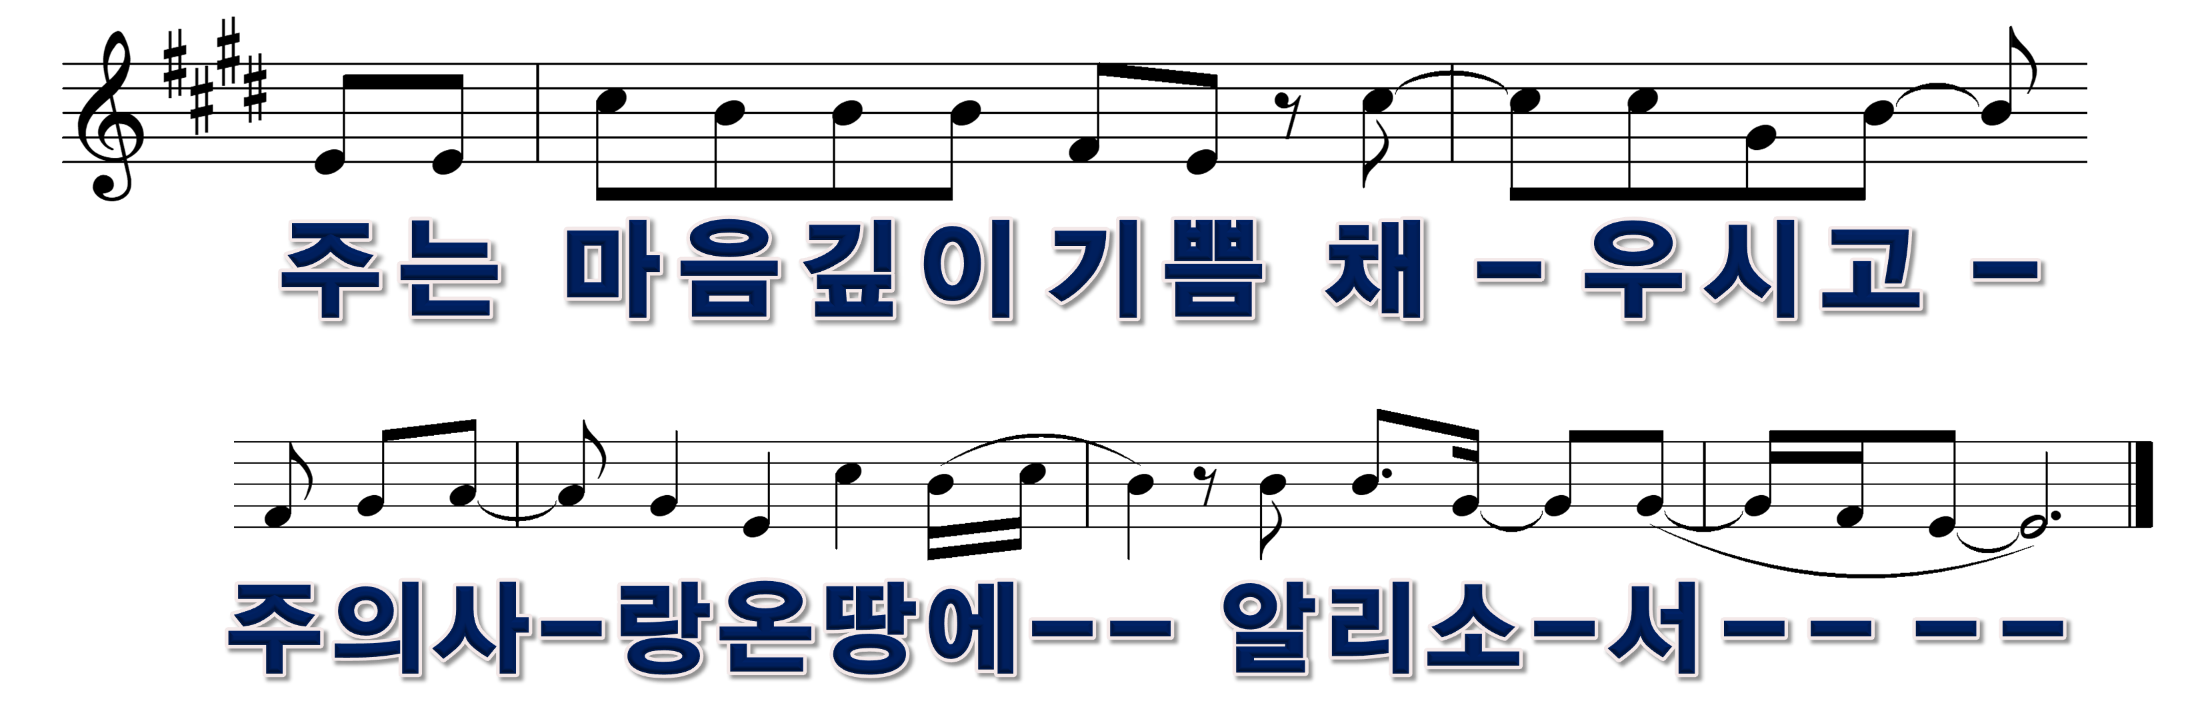 주는 마음깊이기쁨 채 - 우시고 -
주의사-랑온땅에-- 알리소-서-- --